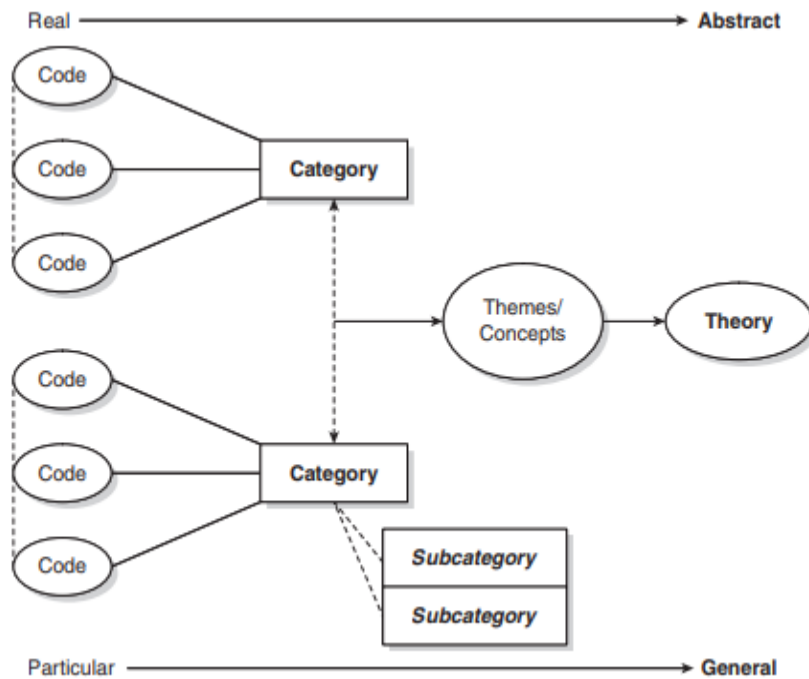 Real
Abstract
Code
Code
Category
Code
Themes/
Concepts
Theory
Code
Code
Category
Code
Subcategory
Subcategory
Particular
General